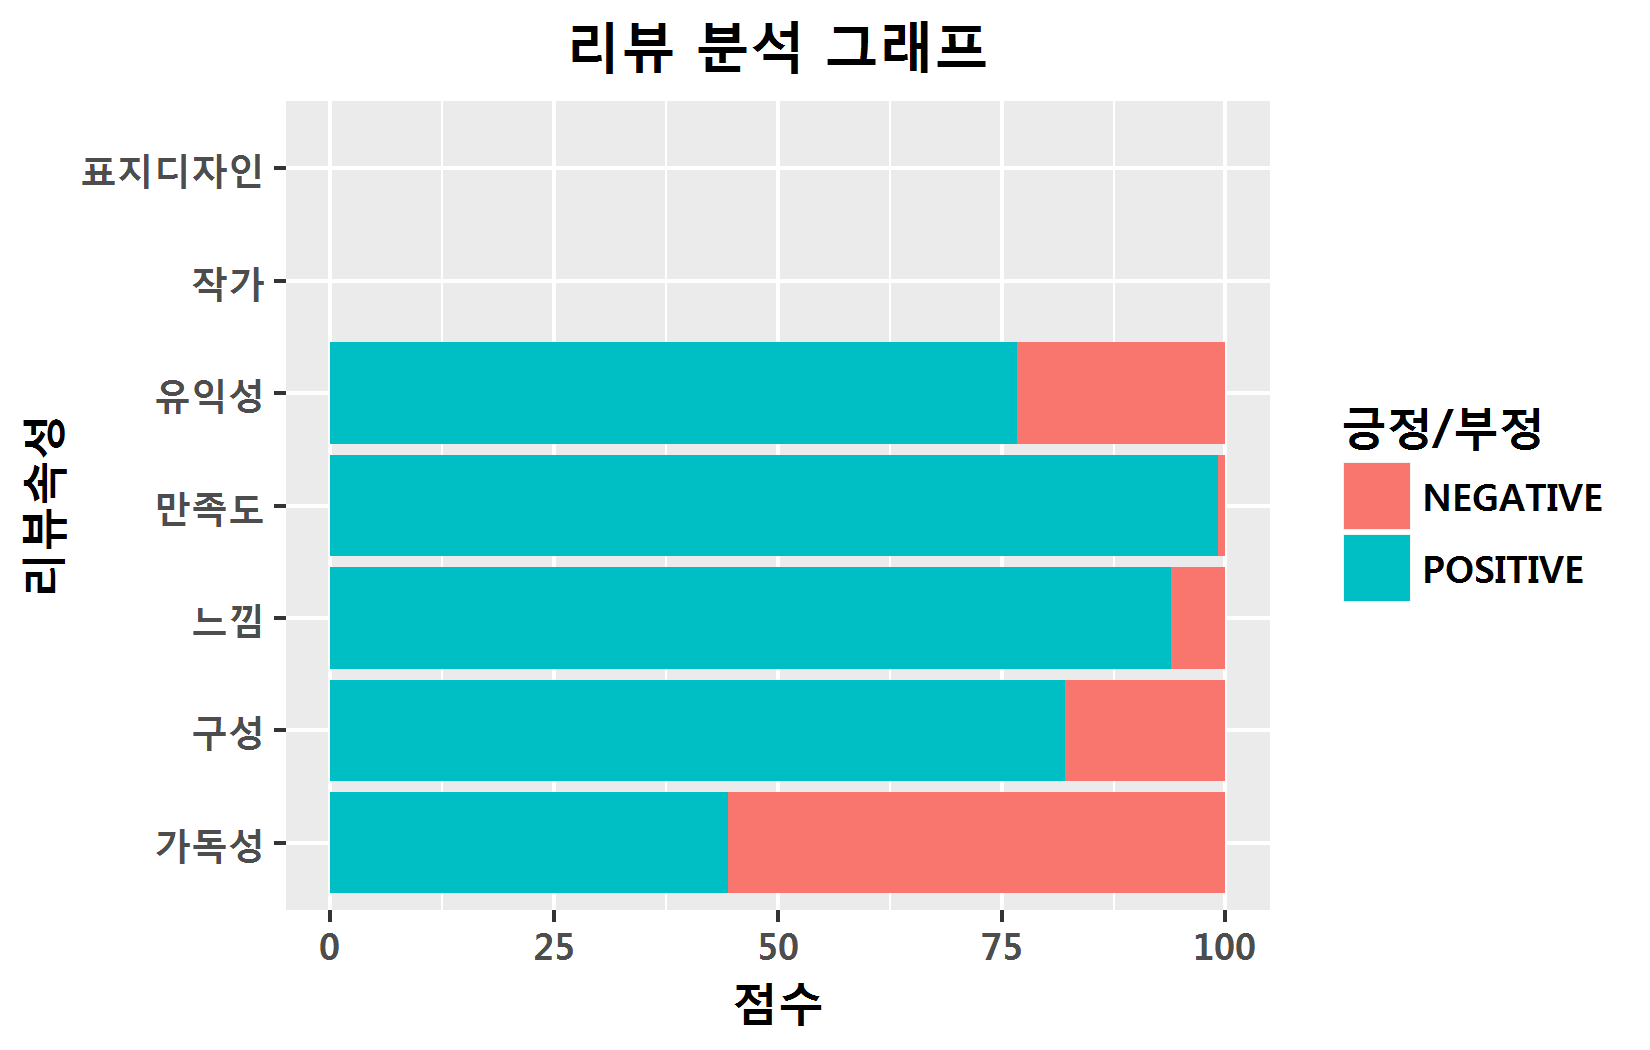 리뷰 분석 그래프
리뷰속성
표지디자인
작가
유익성
만족도
느낌
구성
가독성
0 25 50 75 100
점수
긍정/부정
NEGATIVE
POSITIVE